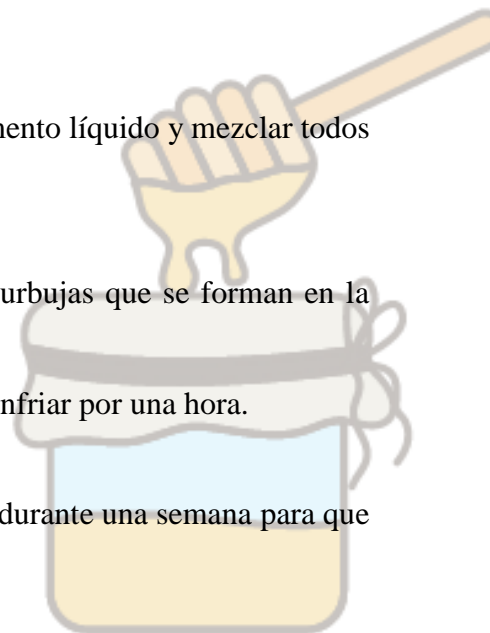 mento líquido y mezclar todos
urbujas que se forman en la
nfriar por una hora.
durante una semana para que